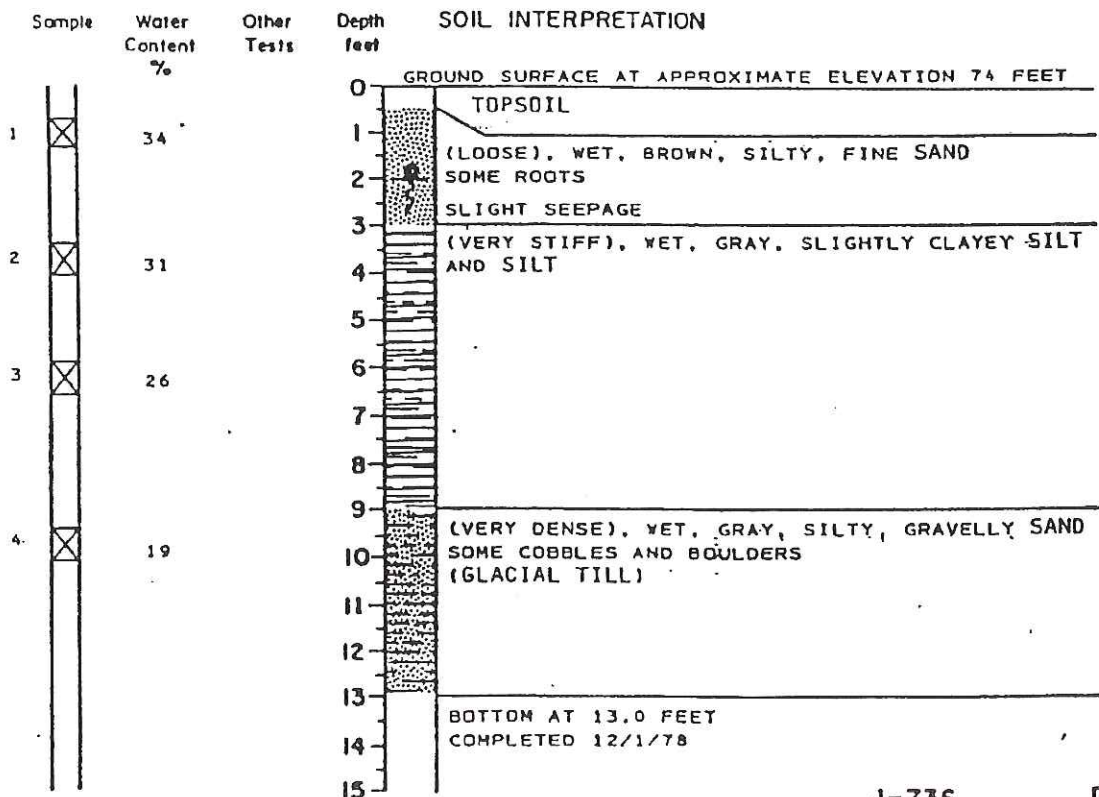 Sample Water Other Depth SOIL INTERPRETATION
Content Tests feet
%
GROUND SURFACE AT APPROXIMATE ELEVATION 74 FEET
0
TOPSOIL
1 34 1
(LOOSE), WET, BROWN, SILTY, FINE SAND
SOME ROOTS
2
SLIGHT SEEPAGE
3
(VERY STIFF), WET, GRAY, SLIGHTLY CLAYEY SILT
2 31 AND SILT
4
5
6
3 26
7
8
9
(VERY DENSE), WET, GRAY, SILTY, GRAVELLY SAND
4 19 10 SOME COBBLES AND BOULDERS
(GLACIAL TILL)
11
12
13
BOTTOM AT 13.0 FEET
14 COMPLETED 12/1/78
15
J-736